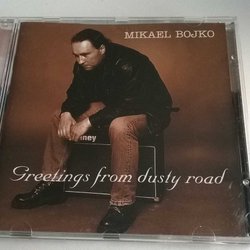 MIKAEL BOJKO
Greetings from dusty road